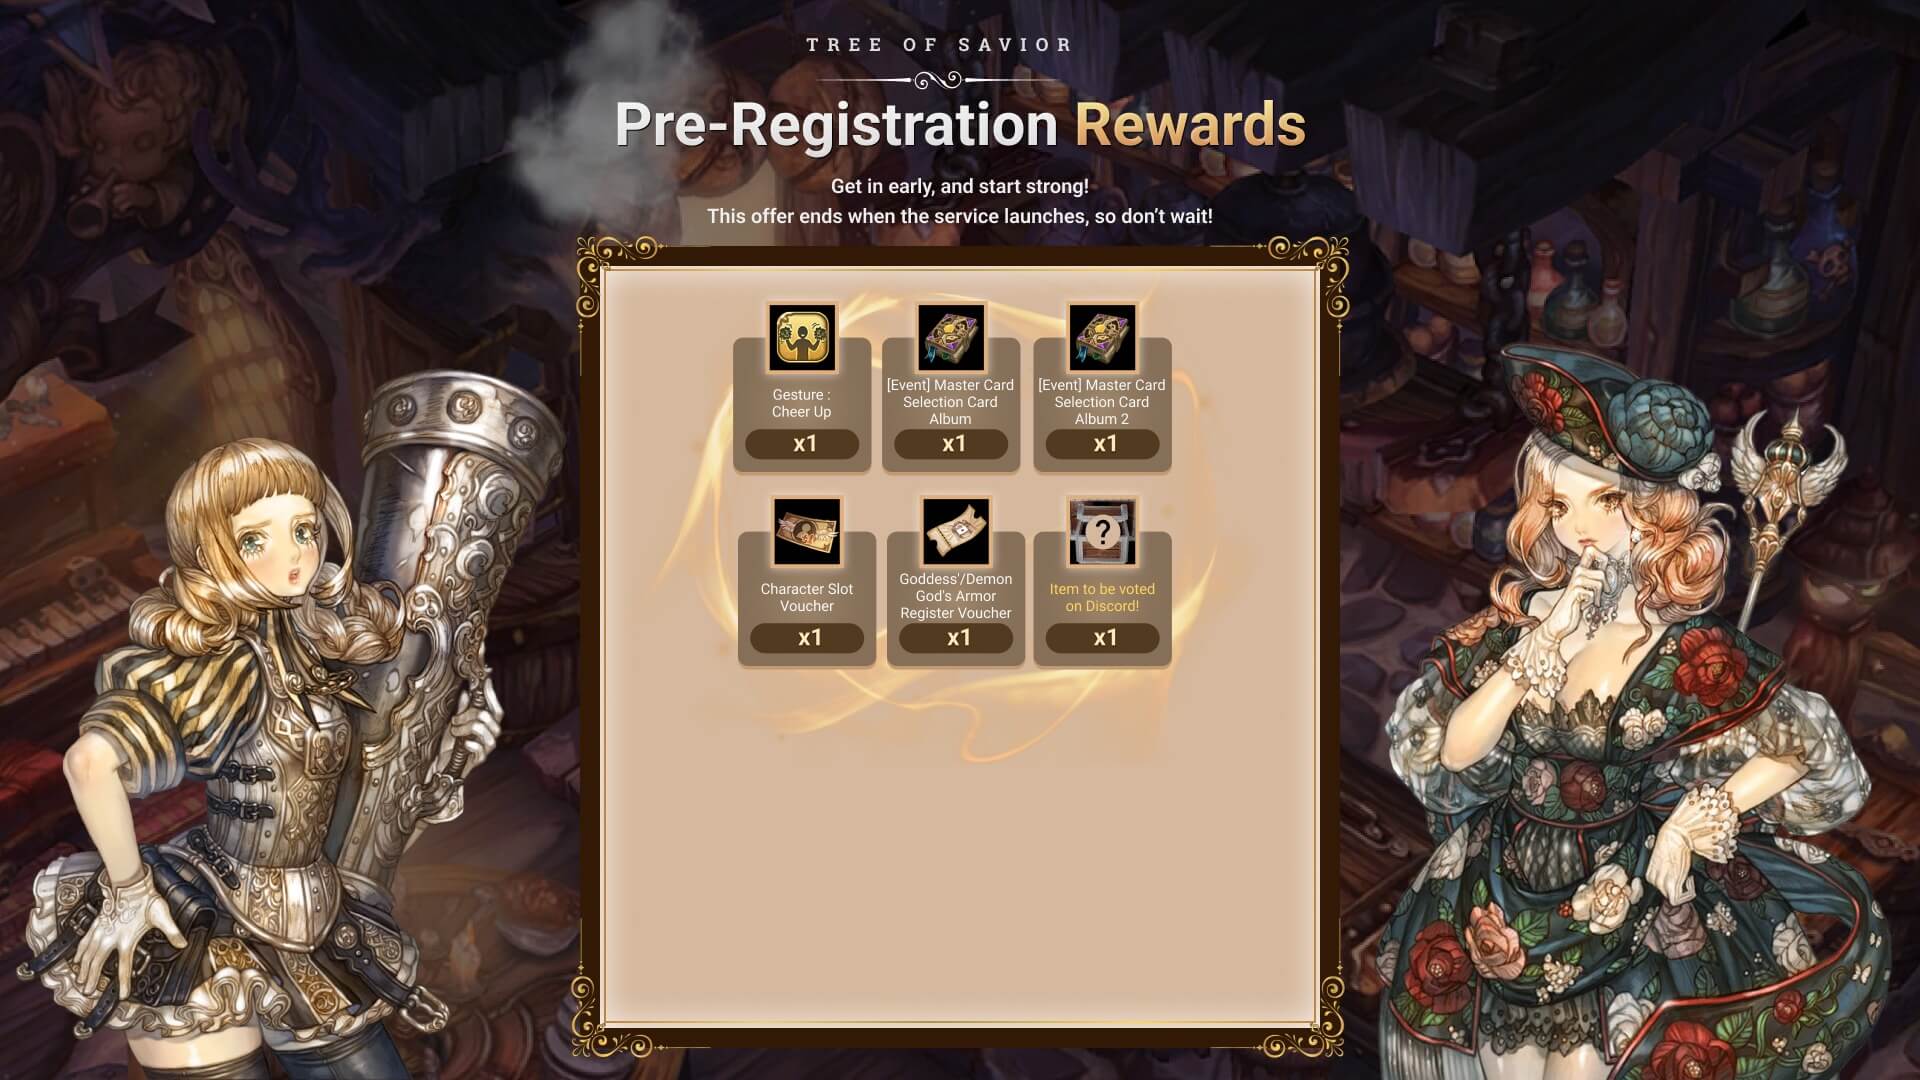 TREE OF SAVIOR
Pre-Registration Rewards
Get in early, and start strong!
This offer ends when the service launches, so don’t wait!
Gesture :
Cheer Up
x1
[Event] Master Card
Selection Card
Album
x1
[Event] Master Card
Selection Card
Album 2
x1
Character Slot
Voucher
x1
Goddess'/Demon
God's Armor
Register Voucher
x1
?
Item to be voted
on Discord!
x1